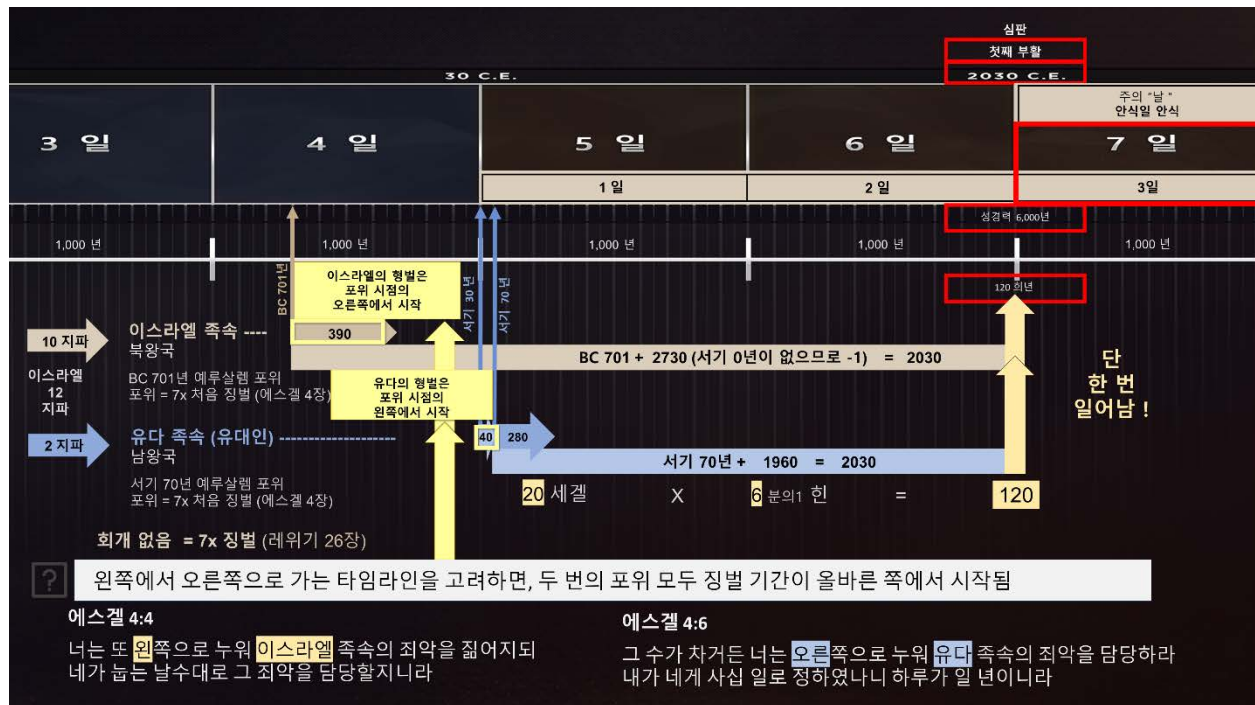 심판
첫째 부활
30 C.E.
2030 C.E.
주의 "날 "
안식일 안식
3 일
4 일
5 일
6 일
7 일
1 일
2 일
3일
성경력 6,000년
1,000 년
1,000 년
1,000 년
1,000 년
1,000 년
BC 701년
이스라엘의 형벌은
포위 시점의
오른쪽에서 시작
서기 30 년
서기 70 년
120 희년
10 지파
이스라엘 족속 ----
북왕국
390
BC 701 + 2730 (서기 0년이 없으므로 -1) = 2030
단
한 번
일어남 !
이스라엘
12
지파
BC 701년 예루살렘 포위
포위 = 7x 처음 징벌 (에스겔 4장)
유다의 형벌은
포위 시점의
왼쪽에서 시작
2 지파
유다 족속 (유대인) --------------------
남왕국
40
280
서기 70년 + 1960 = 2030
서기 70년 예루살렘 포위
포위 = 7x 처음 징벌 (에스겔 4장)
20 세겔 X 6 분의1 힌 = 120
회개 없음 = 7x 징벌 (레위기 26장)
?
왼쪽에서 오른쪽으로 가는 타임라인을 고려하면, 두 번의 포위 모두 징벌 기간이 올바른 쪽에서 시작됨
에스겔 4:4
너는 또 왼쪽으로 누워 이스라엘 족속의 죄악을 짊어지되
네가 눕는 날수대로 그 죄악을 담당할지니라
에스겔 4:6
그 수가 차거든 너는 오른쪽으로 누워 유다 족속의 죄악을 담당하라
내가 네게 사십 일로 정하였나니 하루가 일 년이니라